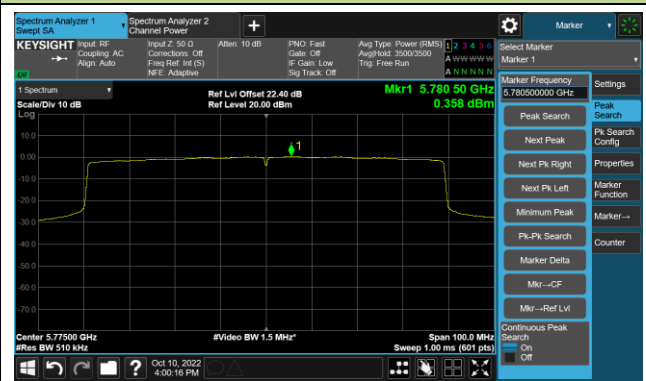 Spectrum Analyzer 1
Swept SA
Spectrum Analyzer 2
Channel Power
+
Marker
KEYSIGHT
Input: RF
Coupling: AC
Align: Auto
Input Z: 50 Ω
Corrections: Off
Freq Ref: Int (S)
NFE: Adaptive
Atten: 10 dB
PNO: Fast
Gate: Off
IF Gain: Low
Sig Track: Off
Avg Type: Power (RMS)
Avg|Hold: 3500/3500
Trig: Free Run
1 2 3 4 5 6
A W W W W W
A N N N N N
LNI
Select Marker
Marker 1
1 Spectrum
Scale/Div 10 dB
Log
Ref Lvl Offset 22.40 dB
Ref Level 20.00 dBm
Mkr1 5.780 50 GHz
0.358 dBm
10.0
0.00
-10.0
-20.0
-30.0
-40.0
-50.0
-60.0
-70.0
1
Center 5.77500 GHz
#Res BW 510 kHz
#Video BW 1.5 MHz*
Span 100.0 MHz
Sweep 1.00 ms (601 pts)
Marker Frequency
5.780500000 GHz
Peak Search
Next Peak
Next Pk Right
Next Pk Left
Minimum Peak
Pk-Pk Search
Marker Delta
Mkr→CF
Mkr→Ref Lvl
Continuous Peak
Search
On
Off
Settings
Peak
Search
Pk Search
Config
Properties
Marker
Function
Marker→
Counter
?
Oct 10, 2022
4:00:16 PM